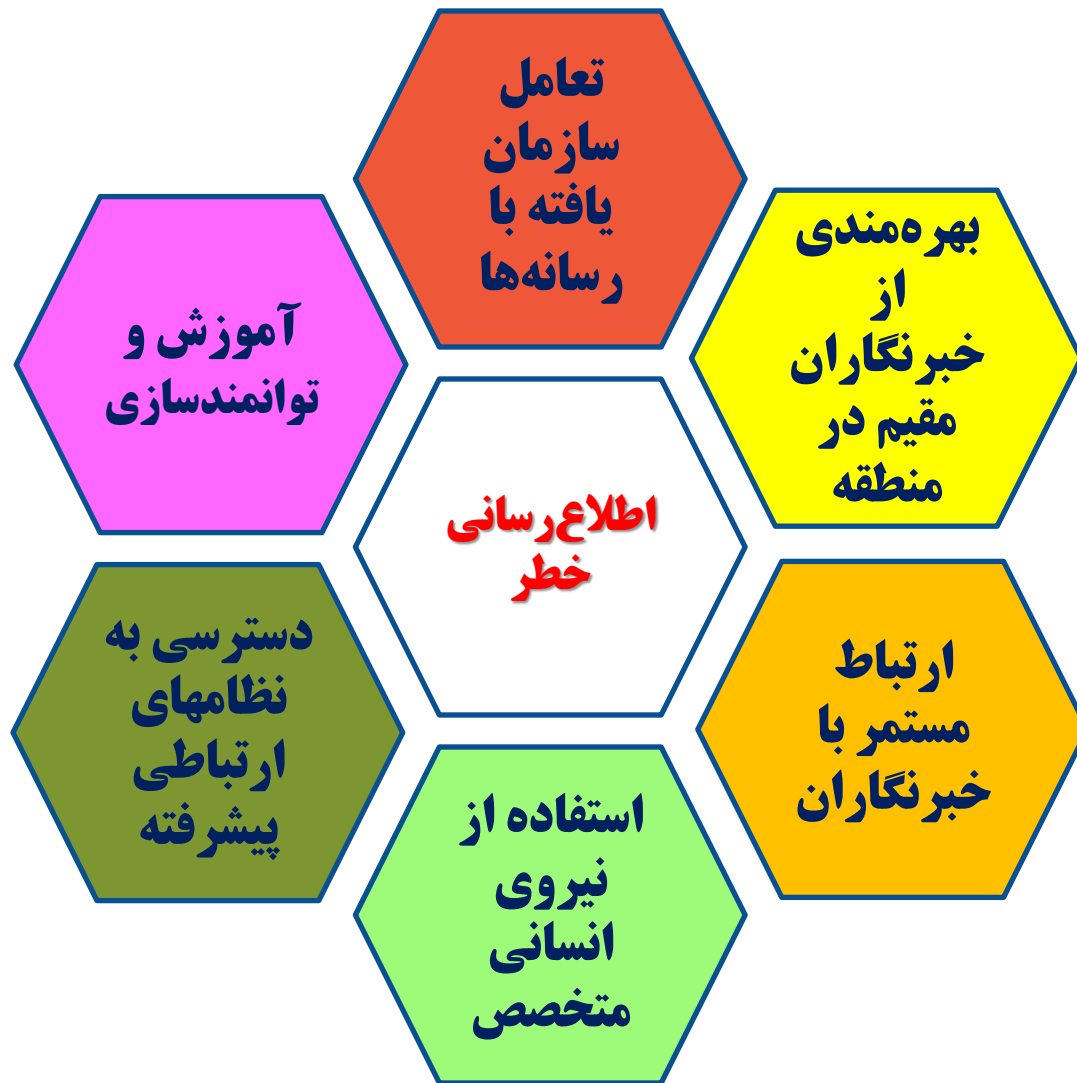 تعامل
سازمان
یافته با
رسانه‌ها
بهره‌مندی
از
خبرنگاران
مقیم در
منطقه
آموزش و
توانمندسازی
اطلاع‌رسانی
خطر
ارتباط
مستمر با
خبرنگاران
دسترسی به
نظامهای
ارتباطی
پیشرفته
استفاده از
نیروی
انسانی
متخصص